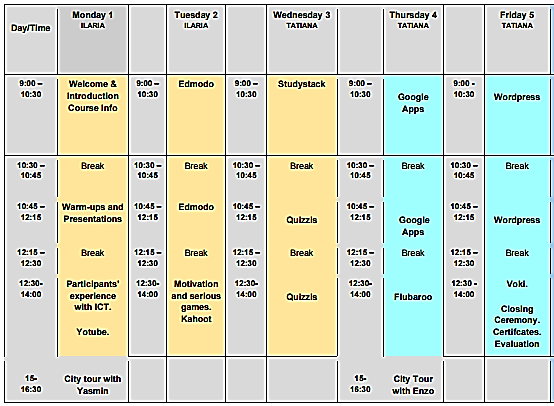 Day/Time
Monday 1
ILARIA
Tuesday 2
ILARIA
Wednesday 3
TATIANA
Thursday 4
TATIANA
Friday 5
TATIANA
9:00 –
10:30
Welcome &
Introduction
Course Info
9:00 –
10:30
Edmodo
9:00 –
10:30
Studystack
9:00 –
10:30
Google
Apps
9:00 -
10:30
Wordpress
10:30 –
10:45
Break
10:30 –
10:45
Break
10:30 –
10:45
Break
10:30 –
10:45
Break
10:30 –
10:45
Break
10:45 –
12:15
Warm-ups and
Presentations
10:45 –
12:15
Edmodo
10:45 –
12:15
Quizzis
10:45 –
12:15
Google
Apps
10:45 –
12:15
Wordpress
12:15 –
12:30
Break
12:15 –
12:30
Break
12:15 –
12:30
Break
12:15 –
12:30
Break
12:15 –
12:30
Break
12:30-
14:00
Participants'
experience
with ICT.
Yotube.
12:30-
14:00
Motivation
and serious
games.
Kahoot
12:30-
14:00
Quizzis
12:30-
14:00
Flubaroo
12:30 -
14:00
Voki.
Closing
Ceremony.
Certifcates.
Evaluation
15-
16:30
City tour with
Yasmin
15-
16:30
City Tour
with Enzo